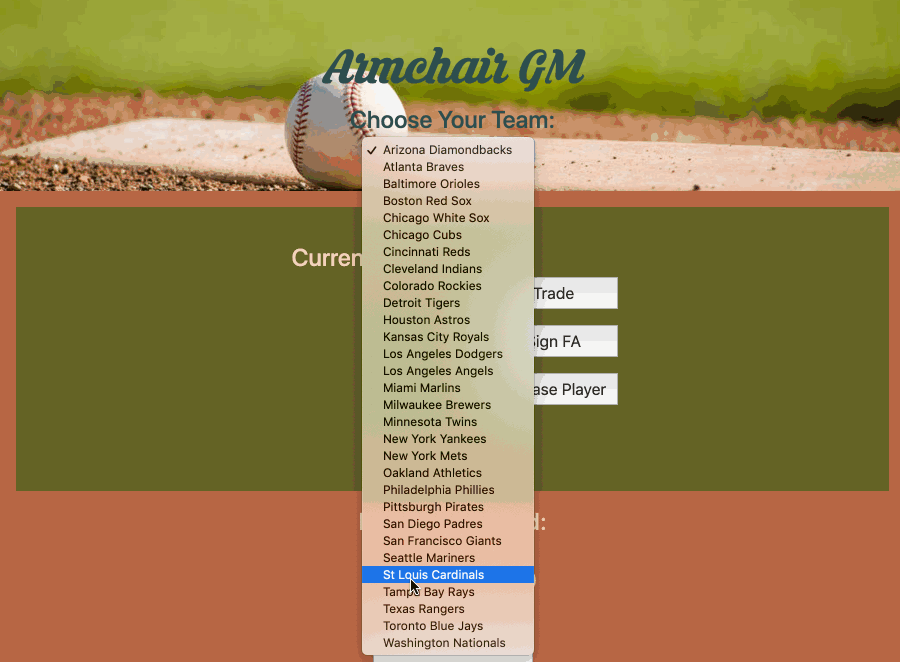 Armchair GM
Choose Your Team:
✓ Arizona Diamondbacks
Atlanta Braves
Baltimore Orioles
Boston Red Sox
Chicago White Sox
Chicago Cubs
Cincinnati Reds
Cleveland Indians
Colorado Rockies
Detroit Tigers
Houston Astros
Kansas City Royals
Los Angeles Dodgers
Los Angeles Angels
Miami Marlins
Milwaukee Brewers
Minnesota Twins
New York Yankees
New York Mets
Oakland Athletics
Philadelphia Phillies
Pittsburgh Pirates
San Diego Padres
San Francisco Giants
Seattle Mariners
St Louis Cardinals
Tampa Bay Rays
Texas Rangers
Toronto Blue Jays
Washington Nationals
Curren
Trade
Sign FA
ase Player
d: